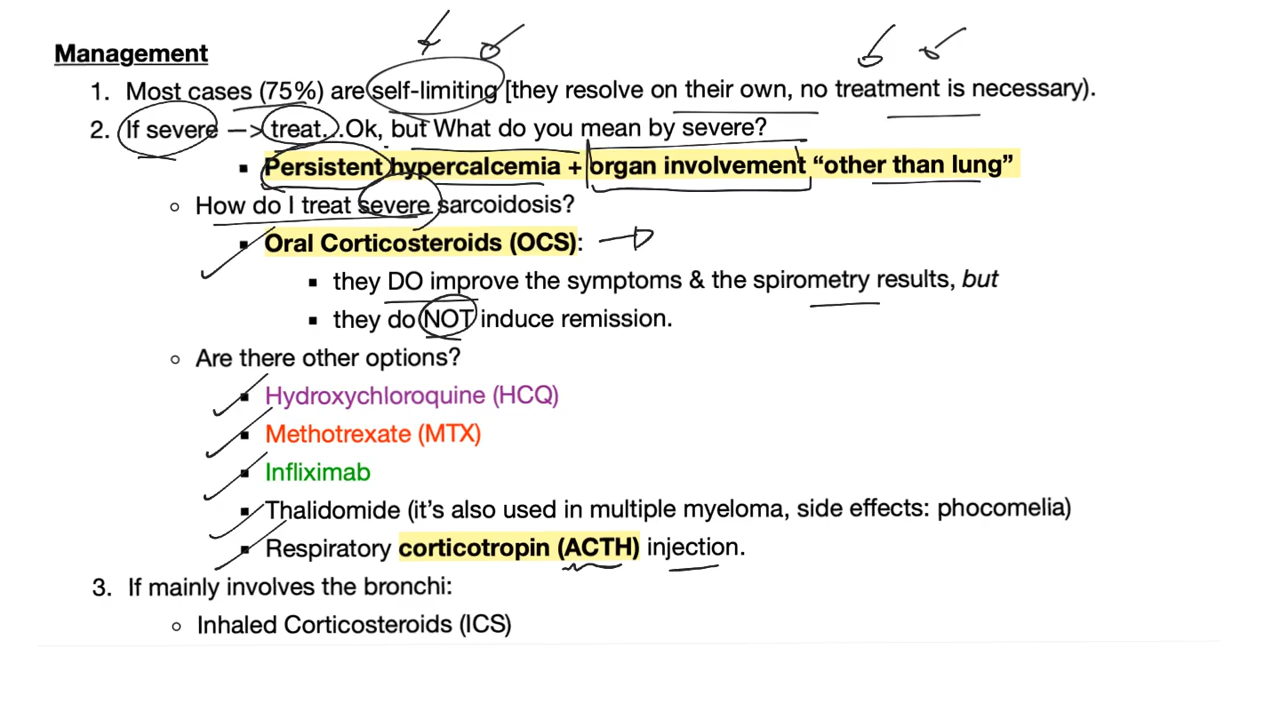 Management
1. Most cases (75%) are self-limiting [they resolve on their own, no treatment is necessary).
2. If severe —> treat...Ok, but What do you mean by severe?
▪ Persistent hypercalcemia + organ involvement “other than lung”
○ How do I treat severe sarcoidosis?
▪ Oral Corticosteroids (OCS):
▪ they DO improve the symptoms & the spirometry results, but
▪ they do NOT induce remission.
○ Are there other options?
▪ Hydroxychloroquine (HCQ)
▪ Methotrexate (MTX)
▪ Infliximab
▪ Thalidomide (it’s also used in multiple myeloma, side effects: phocomelia)
▪ Respiratory corticotropin (ACTH) injection.
3. If mainly involves the bronchi:
○ Inhaled Corticosteroids (ICS)